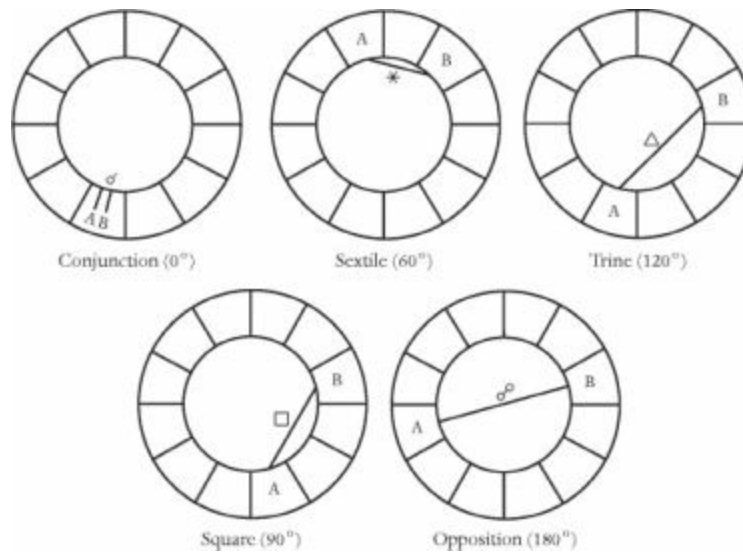 A
B
A
B
B
A
A B
Conjunction (0°)
Sextile (60°)
Trine (120°)
B
B
A
A
Square (90°)
Opposition (180°)